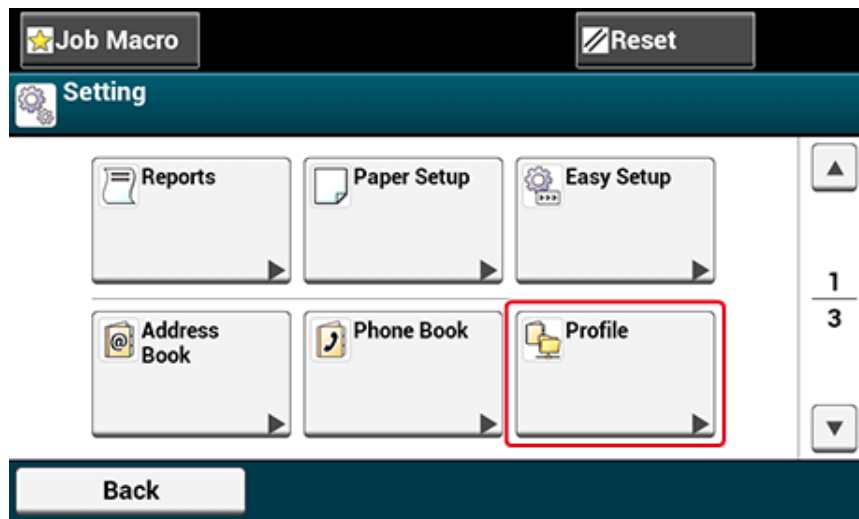 Job Macro
Reset
Setting
Reports
Paper Setup
Easy Setup
1
3
Address
Book
Phone Book
Profile
Back